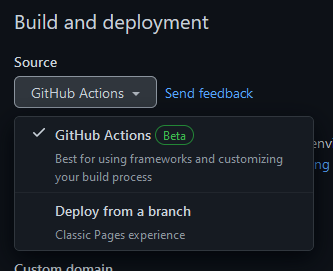 Build and deployment
Source
GitHub Actions
Send feedback
GitHub Actions Beta
Best for using frameworks and customizing
your build process
Deploy from a branch
Classic Pages experience
Custom domain